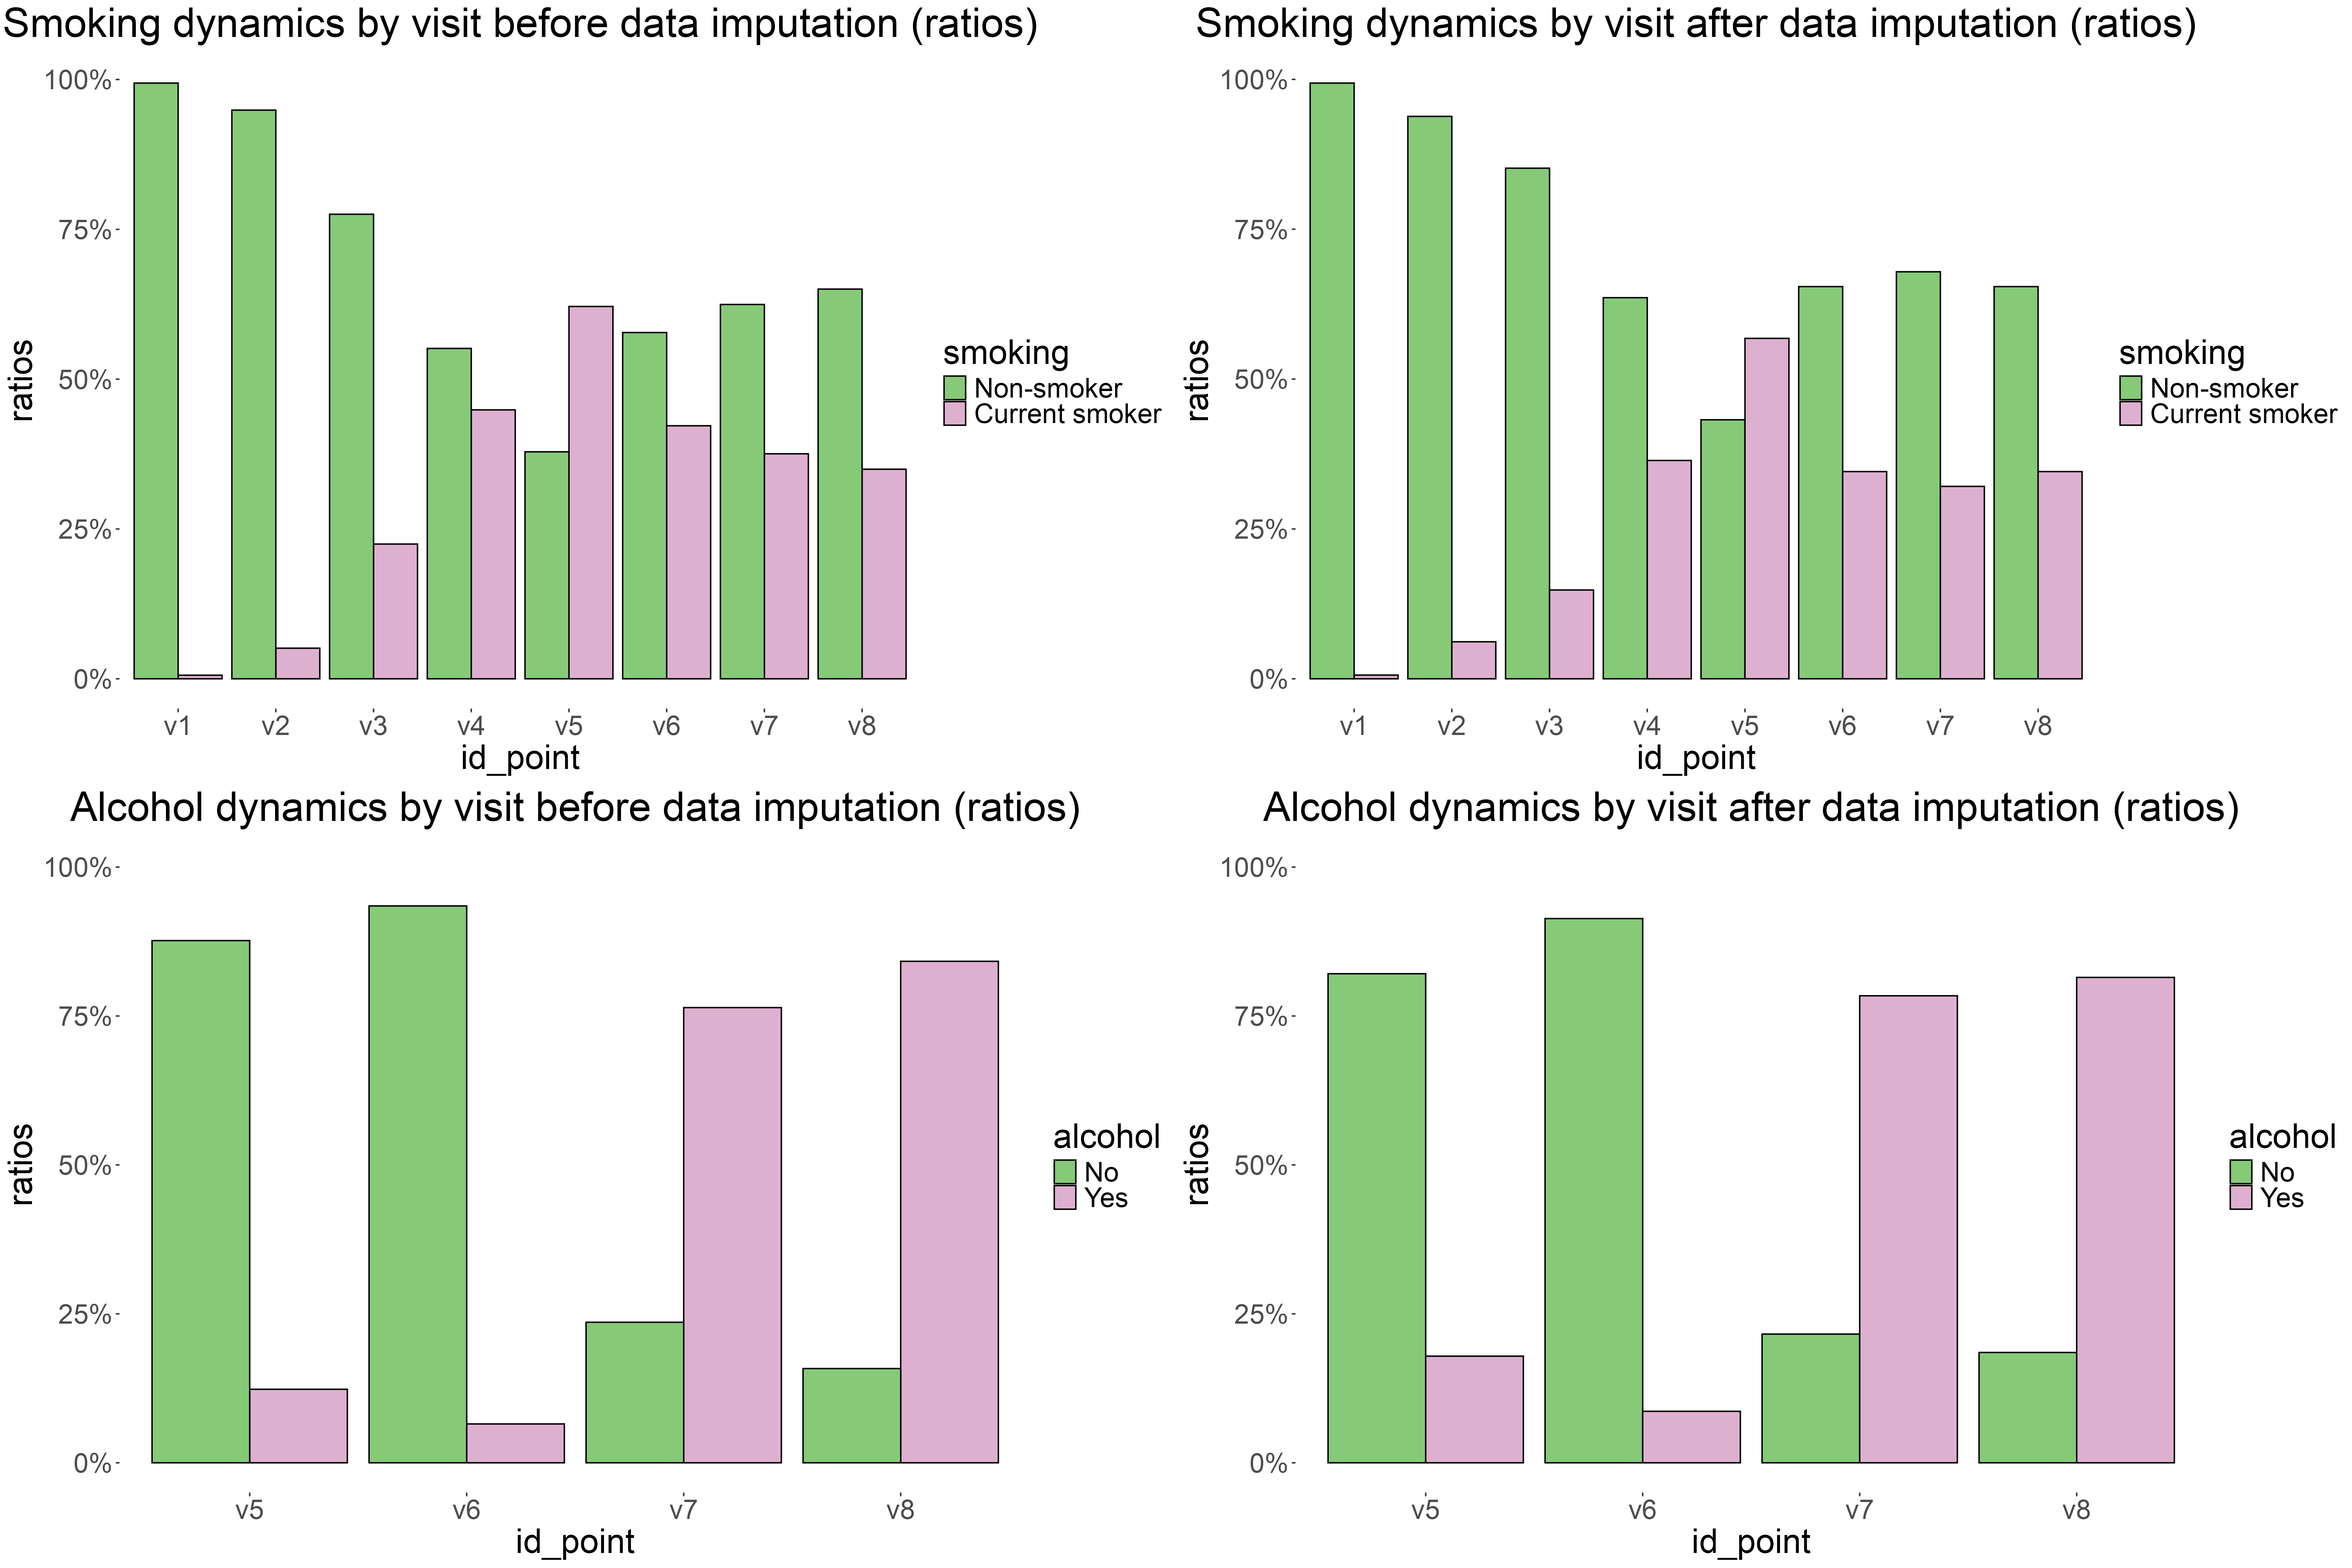 Smoking dynamics by visit before data imputation (ratios)
100%
75%
50%
25%
0%
ratios
v1 v2 v3 v4 v5 v6 v7 v8
id_point
smoking
Non-smoker
Current smoker
Smoking dynamics by visit after data imputation (ratios)
100%
75%
50%
25%
0%
ratios
v1 v2 v3 v4 v5 v6 v7 v8
id_point
smoking
Non-smoker
Current smoker
Alcohol dynamics by visit before data imputation (ratios)
100%
75%
50%
25%
0%
ratios
v5 v6 v7 v8
id_point
alcohol
No
Yes
Alcohol dynamics by visit after data imputation (ratios)
100%
75%
50%
25%
0%
ratios
v5 v6 v7 v8
id_point
alcohol
No
Yes